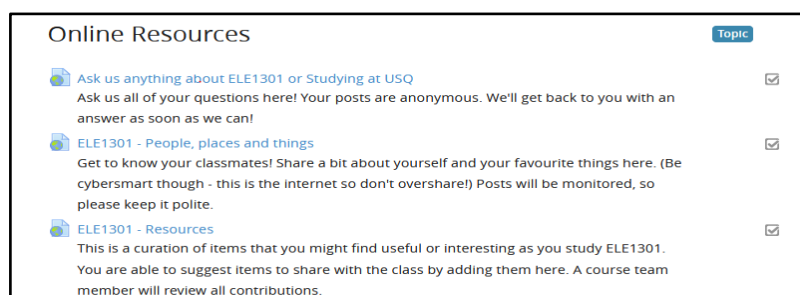 Online Resources
Topic
Ask us anything about ELE1301 or Studying at USQ
Ask us all of your questions here! Your posts are anonymous. We'll get back to you with an
answer as soon as we can!
ELE1301 - People, places and things
Get to know your classmates! Share a bit about yourself and your favourite things here. (Be
cybersmart though - this is the internet so don't overshare!) Posts will be monitored, so
please keep it polite.
ELE1301 - Resources
This is a curation of items that you might find useful or interesting as you study ELE1301.
You are able to suggest items to share with the class by adding them here. A course team
member will review all contributions.